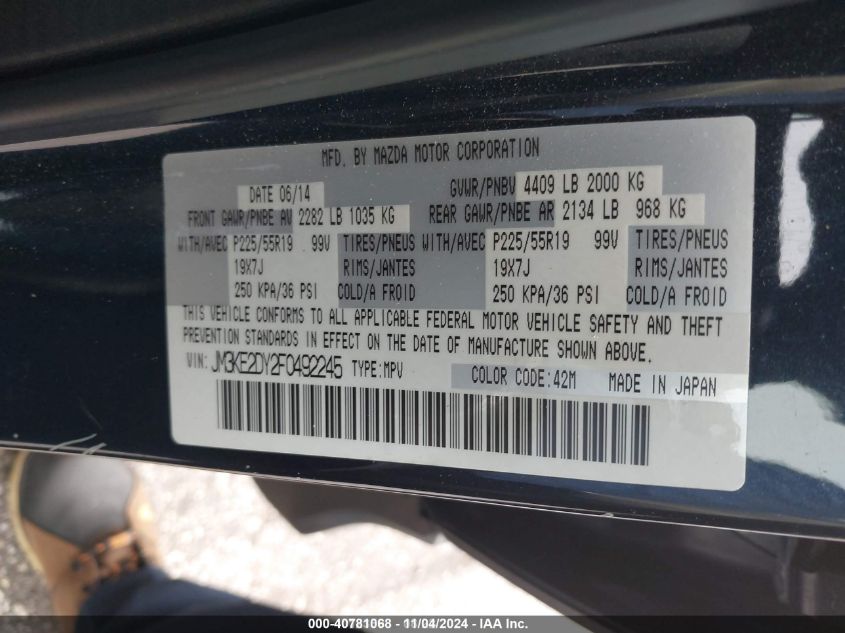 MFD. BY MAZDA MOTOR CORPORATION
DATE 06/14 GVWR/PNBV 4409 LB 2000 KG
FRONT GAWR/PNBE AV 2282 LB 1035 KG REAR GAWR/PNBE AR 2134 LB 968 KG
WITH/AVEC P225/55R19 99V TIRES/PNEUS WITH/AVEC P225/55R19 99V TIRES/PNEUS
19X7J RIMS/JANTES 19X7J RIMS/JANTES
250 KPA/36 PSI COLD/A FROID 250 KPA/36 PSI COLD/A FROID
THIS VEHICLE CONFORMS TO ALL APPLICABLE FEDERAL MOTOR VEHICLE SAFETY AND THEFT
PREVENTION STANDARDS IN EFFECT ON THE DATE OF MANUFACTURE SHOWN ABOVE.
VIN: JM3KE2DY2F0492245 TYPE:MPV COLOR CODE:42M MADE IN JAPAN
000-40781068 - 11/04/2024 - IAA Inc.